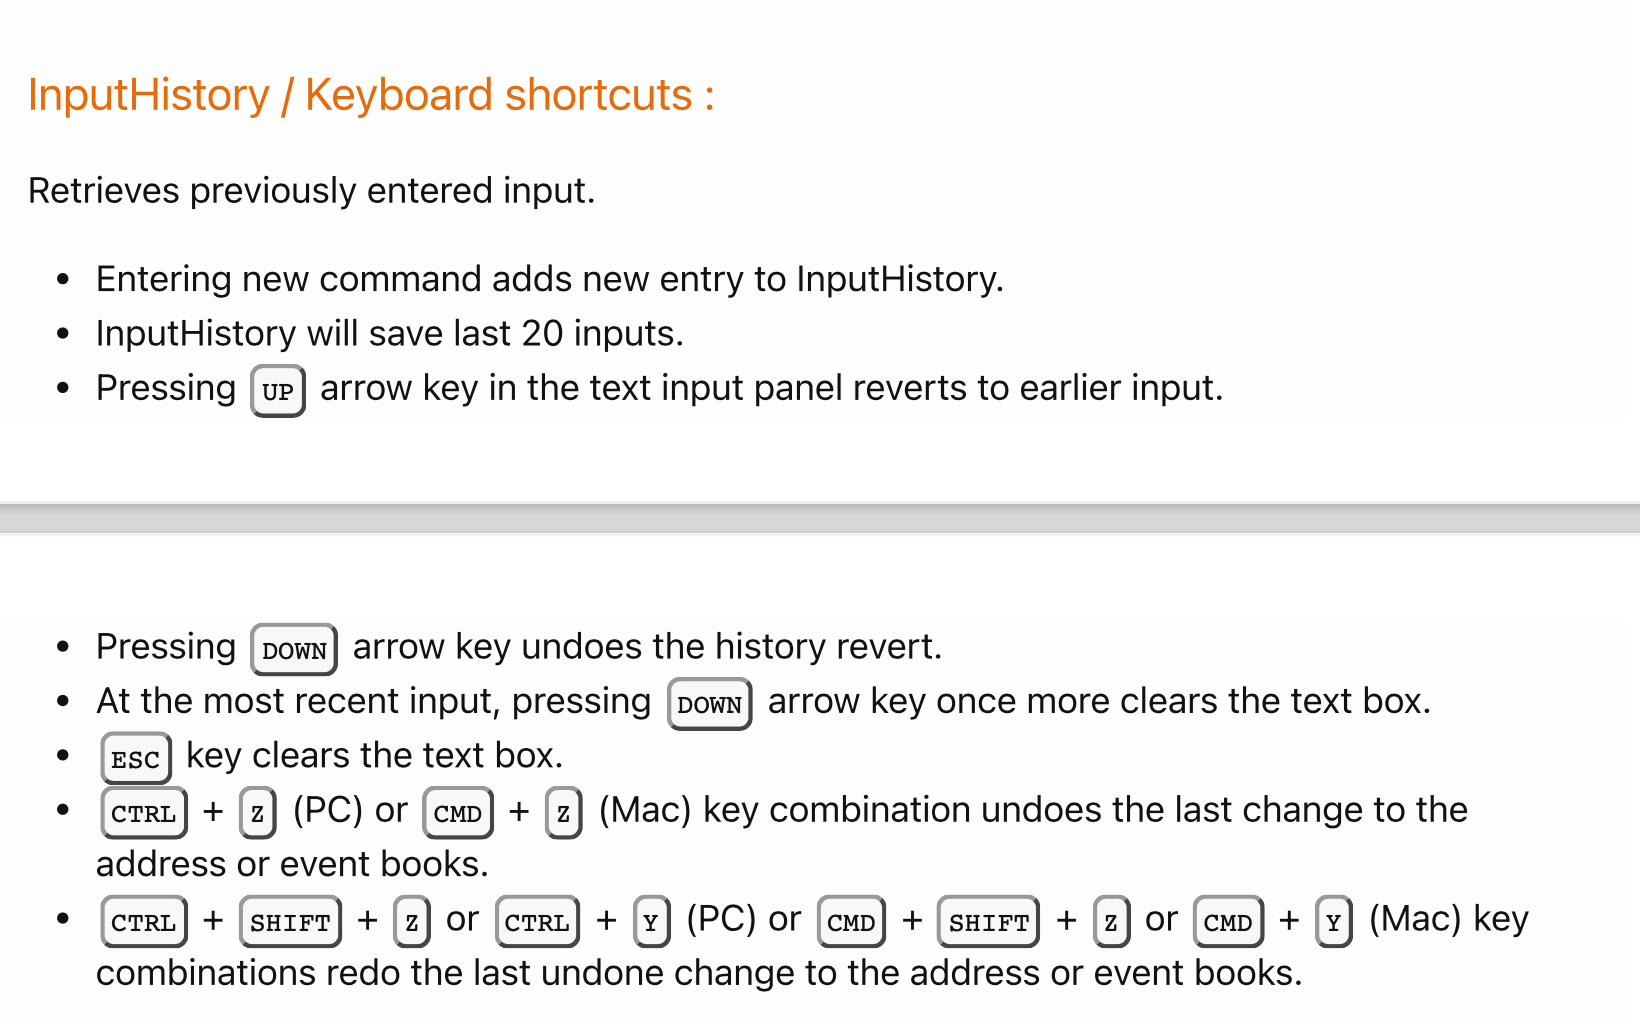 InputHistory / Keyboard shortcuts :
Retrieves previously entered input.
• Entering new command adds new entry to InputHistory.
• InputHistory will save last 20 inputs.
• Pressing UP arrow key in the text input panel reverts to earlier input.
• Pressing DOWN arrow key undoes the history revert.
• At the most recent input, pressing DOWN arrow key once more clears the text box.
• ESC key clears the text box.
• CTRL + Z (PC) or CMD + Z (Mac) key combination undoes the last change to the
address or event books.
• CTRL + SHIFT + Z or CTRL + Y (PC) or CMD + SHIFT + Z or CMD + Y (Mac) key
combinations redo the last undone change to the address or event books.